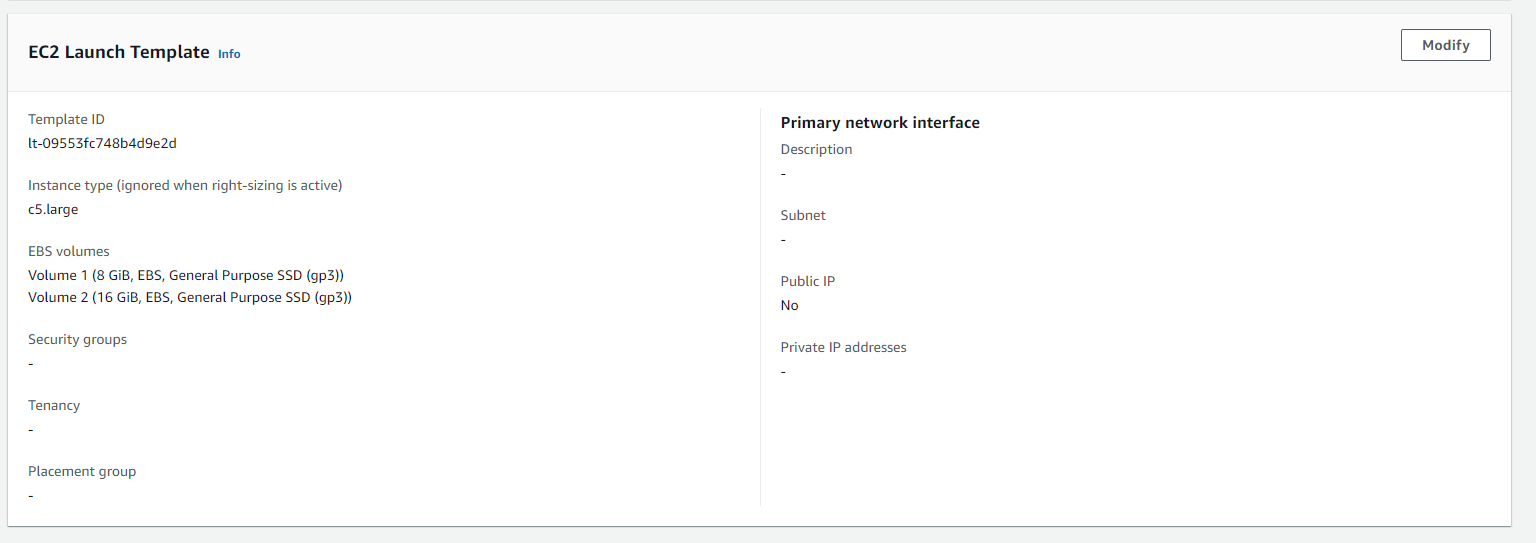 EC2 Launch Template Info
Modify
Template ID
lt-09553fc748b4d9e2d
Instance type (ignored when right-sizing is active)
c5.large
EBS volumes
Volume 1 (8 GiB, EBS, General Purpose SSD (gp3))
Volume 2 (16 GiB, EBS, General Purpose SSD (gp3))
Security groups
-
Tenancy
-
Placement group
-
Primary network interface
Description
-
Subnet
-
Public IP
No
Private IP addresses
-